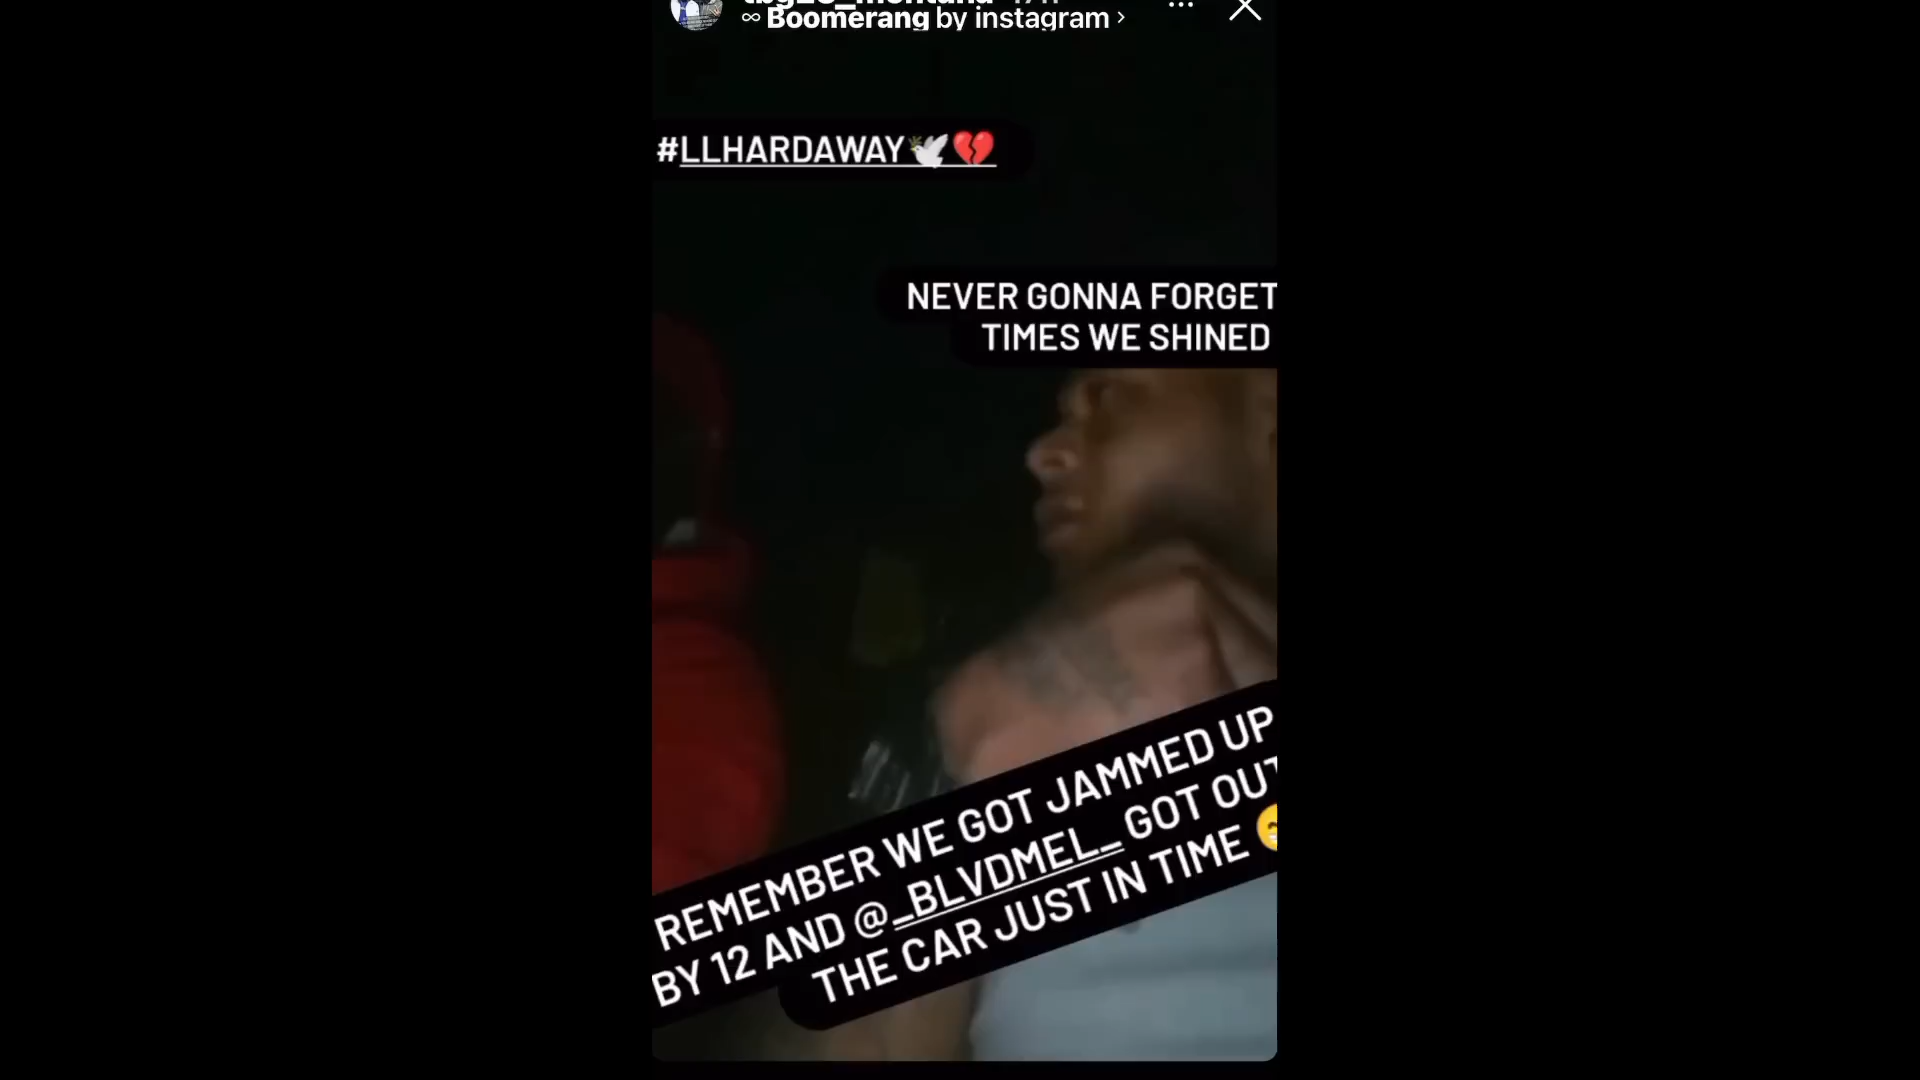 ∞ Boomerang by instagram >
#LLHARDAWAY🕊️💔
NEVER GONNA FORGET
TIMES WE SHINED
REMEMBER WE GOT JAMMED UP
BY 12 AND @_BLVDMEL_ GOT OUT
THE CAR JUST IN TIME 😁